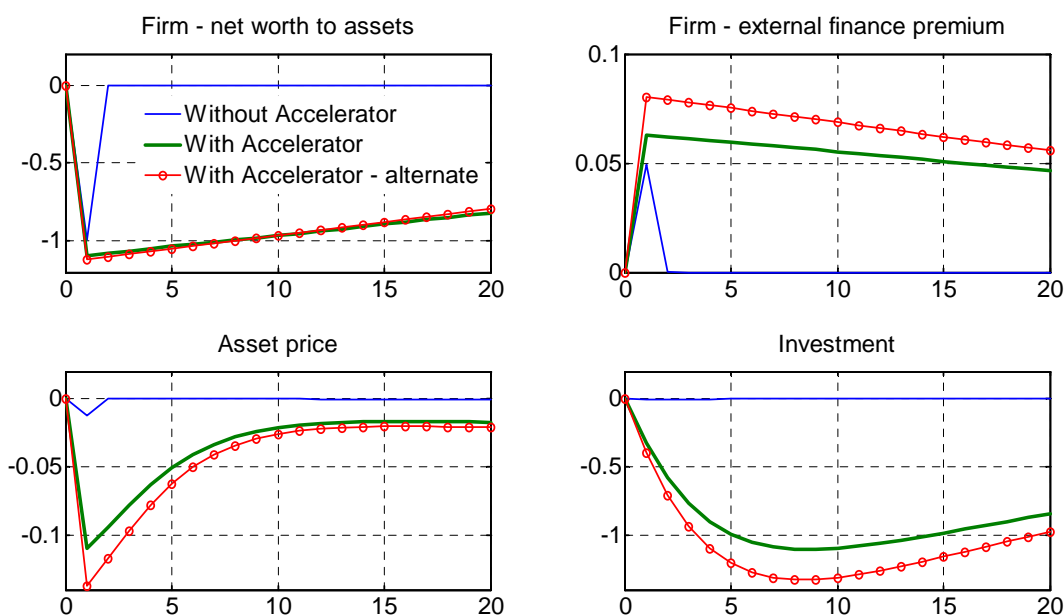 Firm - net worth to assets
0
-0.5
-1
0 5 10 15 20
Without Accelerator
With Accelerator
With Accelerator - alternate
Firm - external finance premium
0.1
0.05
0
0 5 10 15 20
Asset price
0
-0.05
-0.1
0 5 10 15 20
Investment
0
-0.5
-1
0 5 10 15 20